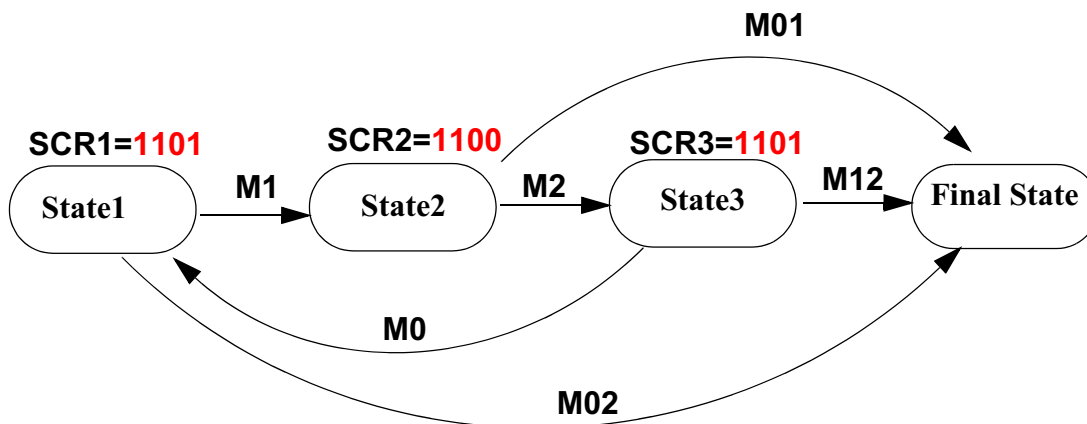 M01
SCR1=1101
SCR2=1100
SCR3=1101
State1
M1
State2
M2
State3
M12
Final State
M0
M02